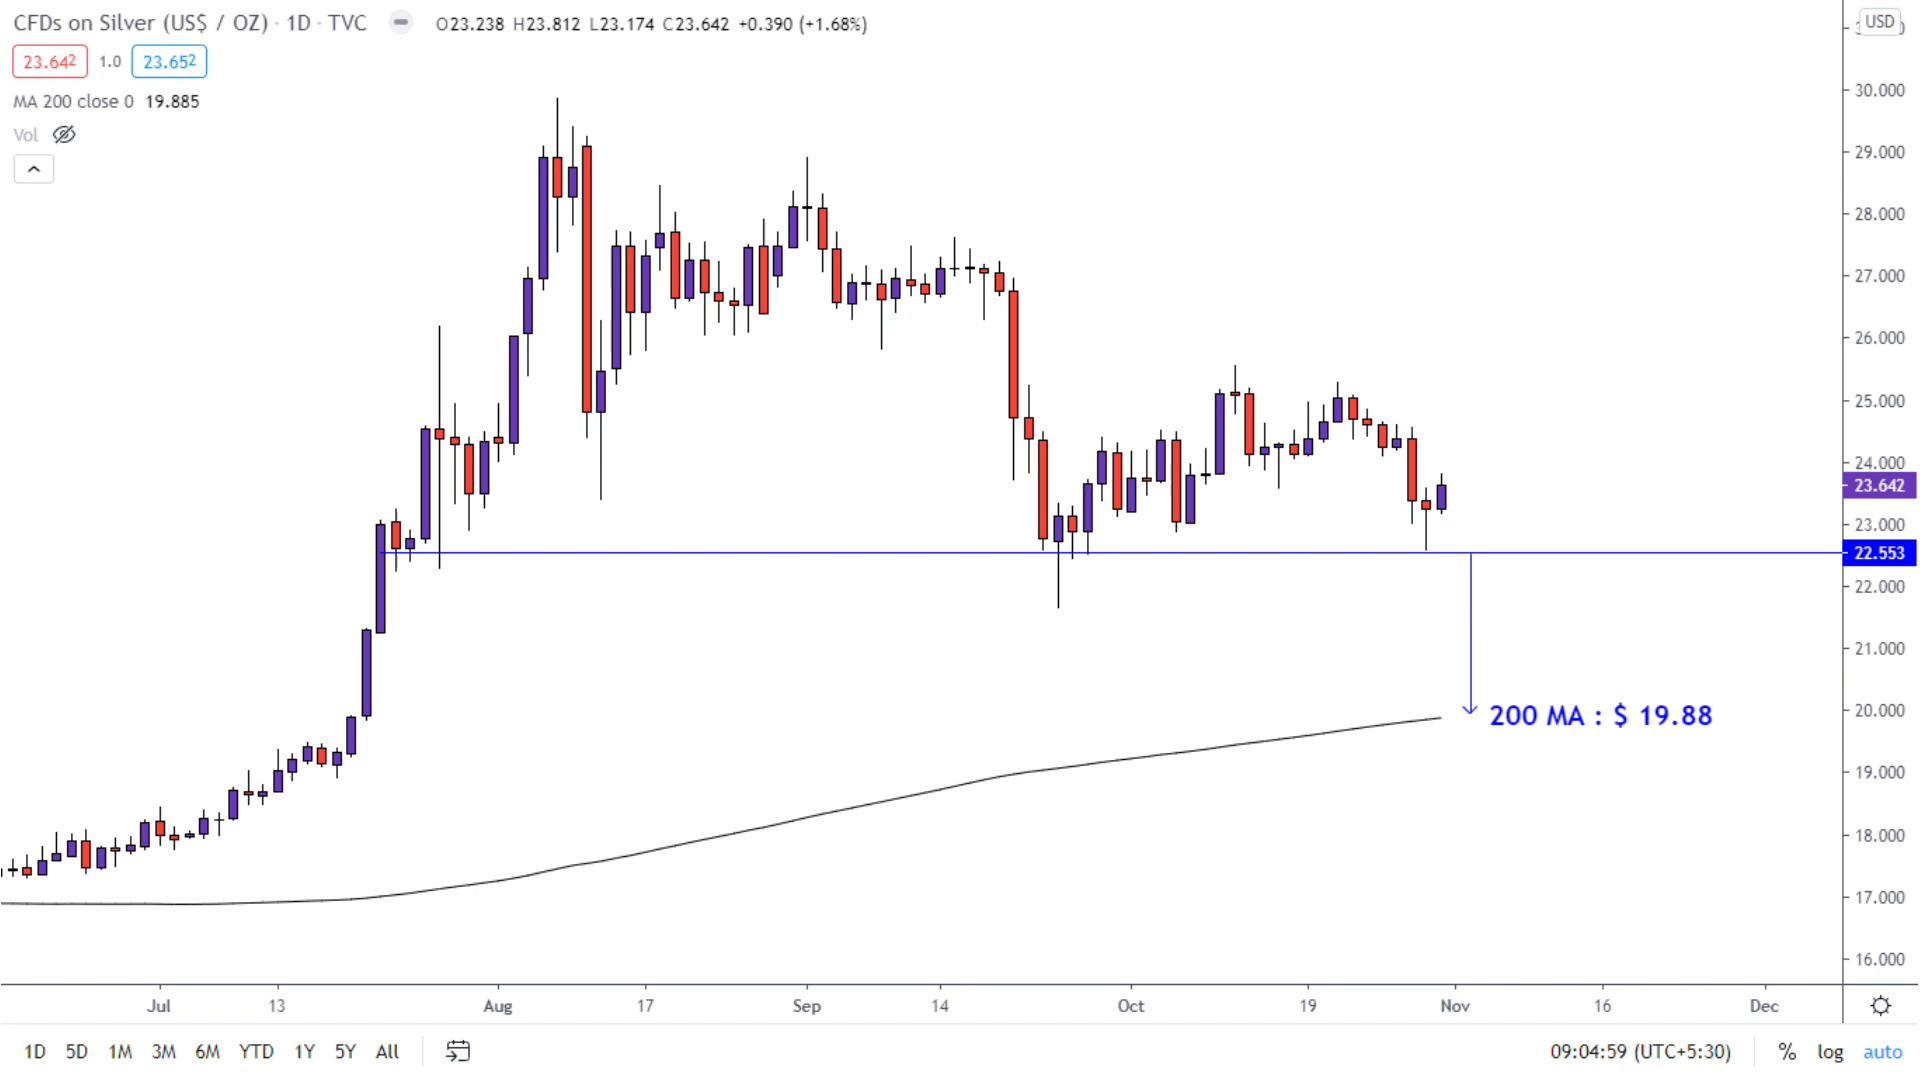 CFDs on Silver (US$ / OZ) · 1D · TVC O23.238 H23.812 L23.174 C23.642 +0.390 (+1.68%)
USD
23.642 1.0 23.652
MA 200 close 0 19.885
Vol
30.000
29.000
28.000
27.000
26.000
25.000
24.000
23.642
23.000
22.553
22.000
21.000
20.000
200 MA : $ 19.88
19.000
18.000
17.000
16.000
Jul 13 Aug 17 Sep 14 Oct 19 Nov 16 Dec
1D 5D 1M 3M 6M YTD 1Y 5Y All 09:04:59 (UTC+5:30) % log auto